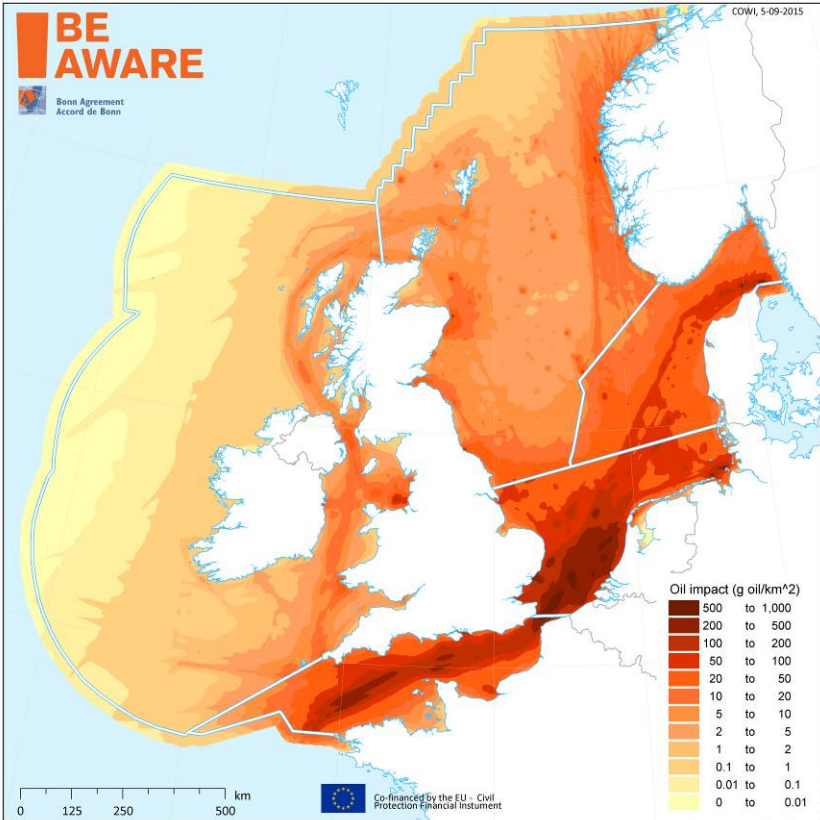 COWI, 5-09-2015
BE
AWARE
Bonn Agreement
Accord de Bonn
Oil impact (g oil/km^2)
500 to 1,000
200 to 500
100 to 200
50 to 100
20 to 50
10 to 20
5 to 10
2 to 5
1 to 2
0.1 to 1
0.01 to 0.1
0 to 0.01
km
0 125 250 500
Co-financed by the EU - Civil
Protection Financial Instument